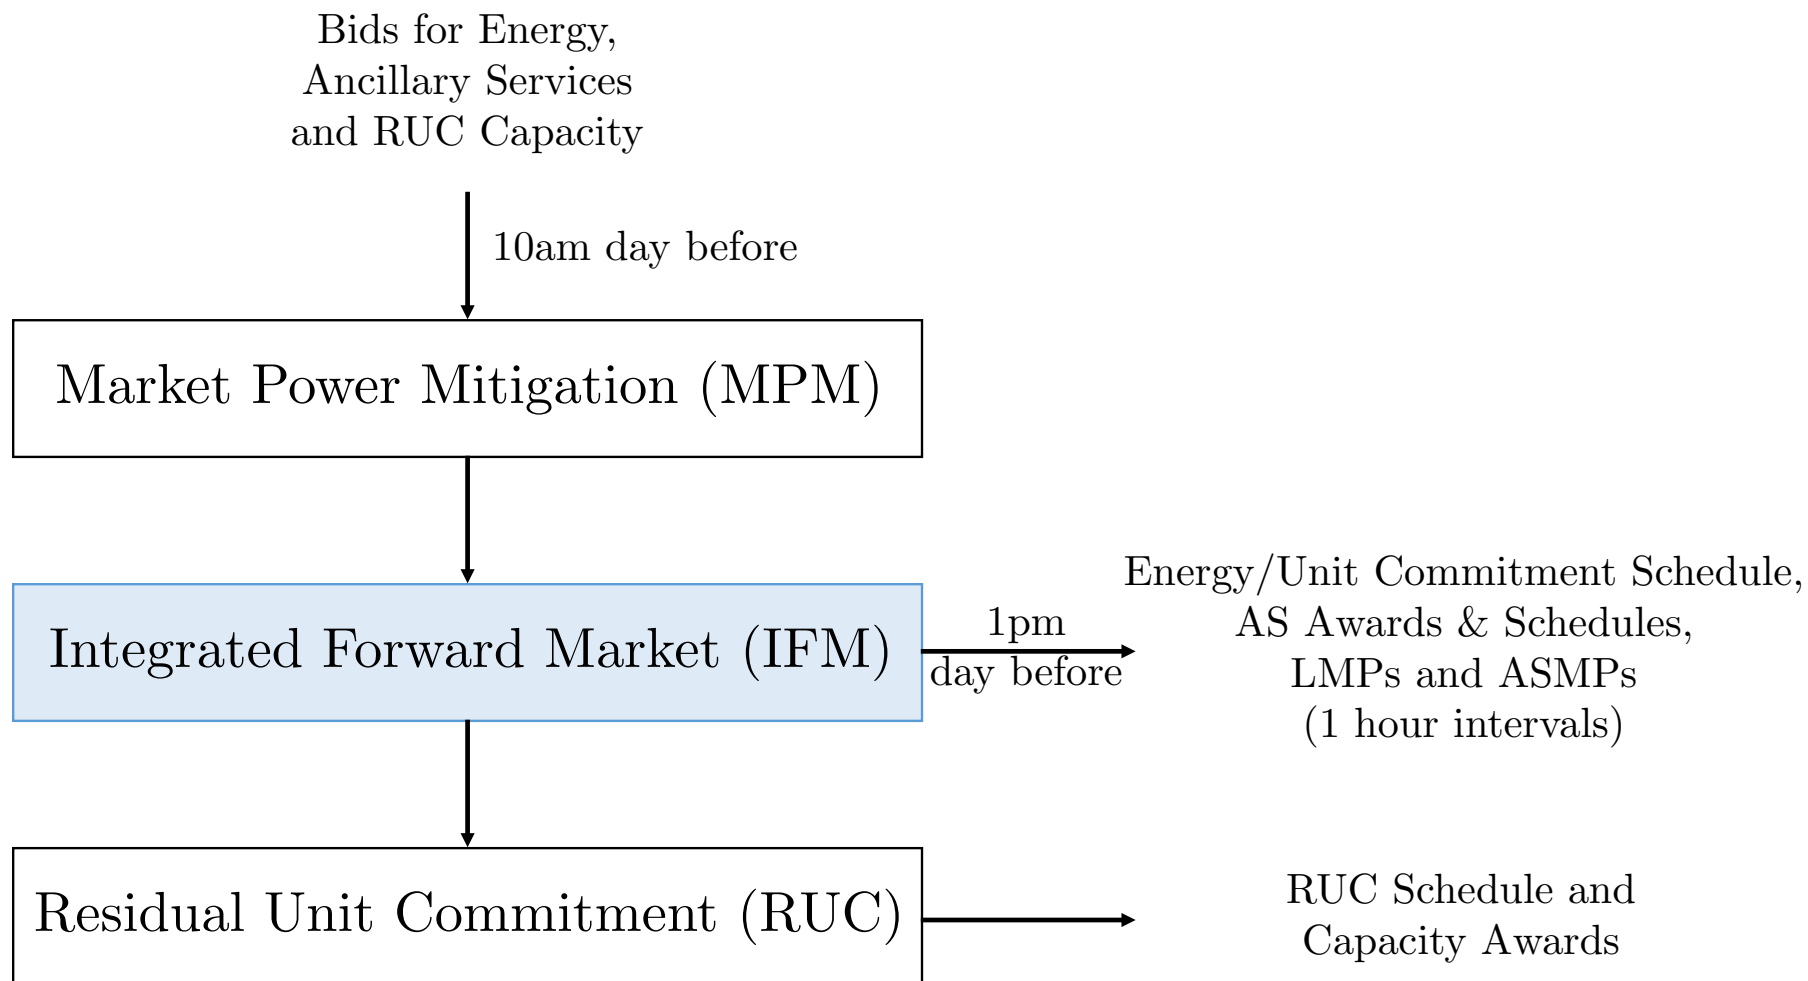 Bids for Energy,
Ancillary Services
and RUC Capacity
10am day before
Market Power Mitigation (MPM)
Integrated Forward Market (IFM)
1pm
day before
Energy/Unit Commitment Schedule,
AS Awards & Schedules,
LMPs and ASMPs
(1 hour intervals)
Residual Unit Commitment (RUC)
RUC Schedule and
Capacity Awards